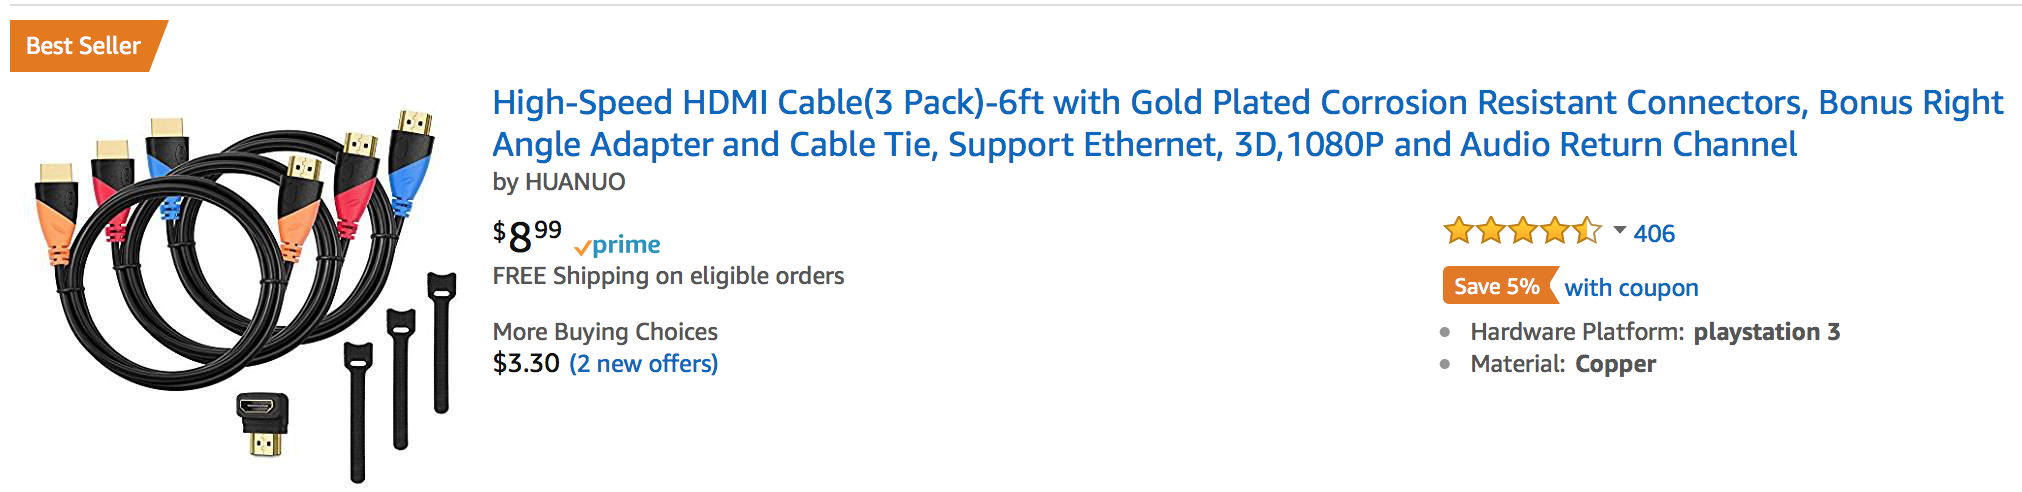 Best Seller
High-Speed HDMI Cable(3 Pack)-6ft with Gold Plated Corrosion Resistant Connectors, Bonus Right
Angle Adapter and Cable Tie, Support Ethernet, 3D,1080P and Audio Return Channel
by HUANUO
$8 99 prime
FREE Shipping on eligible orders
More Buying Choices
$3.30 (2 new offers)
406
Save 5% with coupon
Hardware Platform: playstation 3
Material: Copper